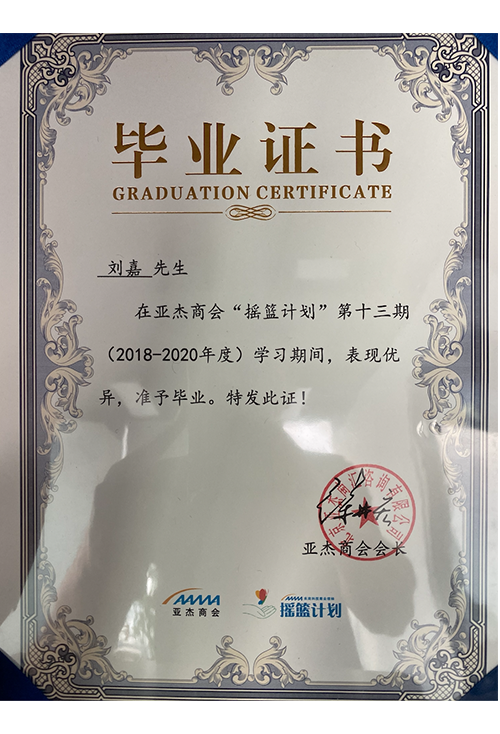 毕业证书
GRADUATION CERTIFICATE
刘嘉 先生
在亚杰商会“摇篮计划”第十三期
（2018-2020年度）学习期间，表现优
异，准予毕业。特发此证！
亚杰商会会长
亚杰商会
摇篮计划